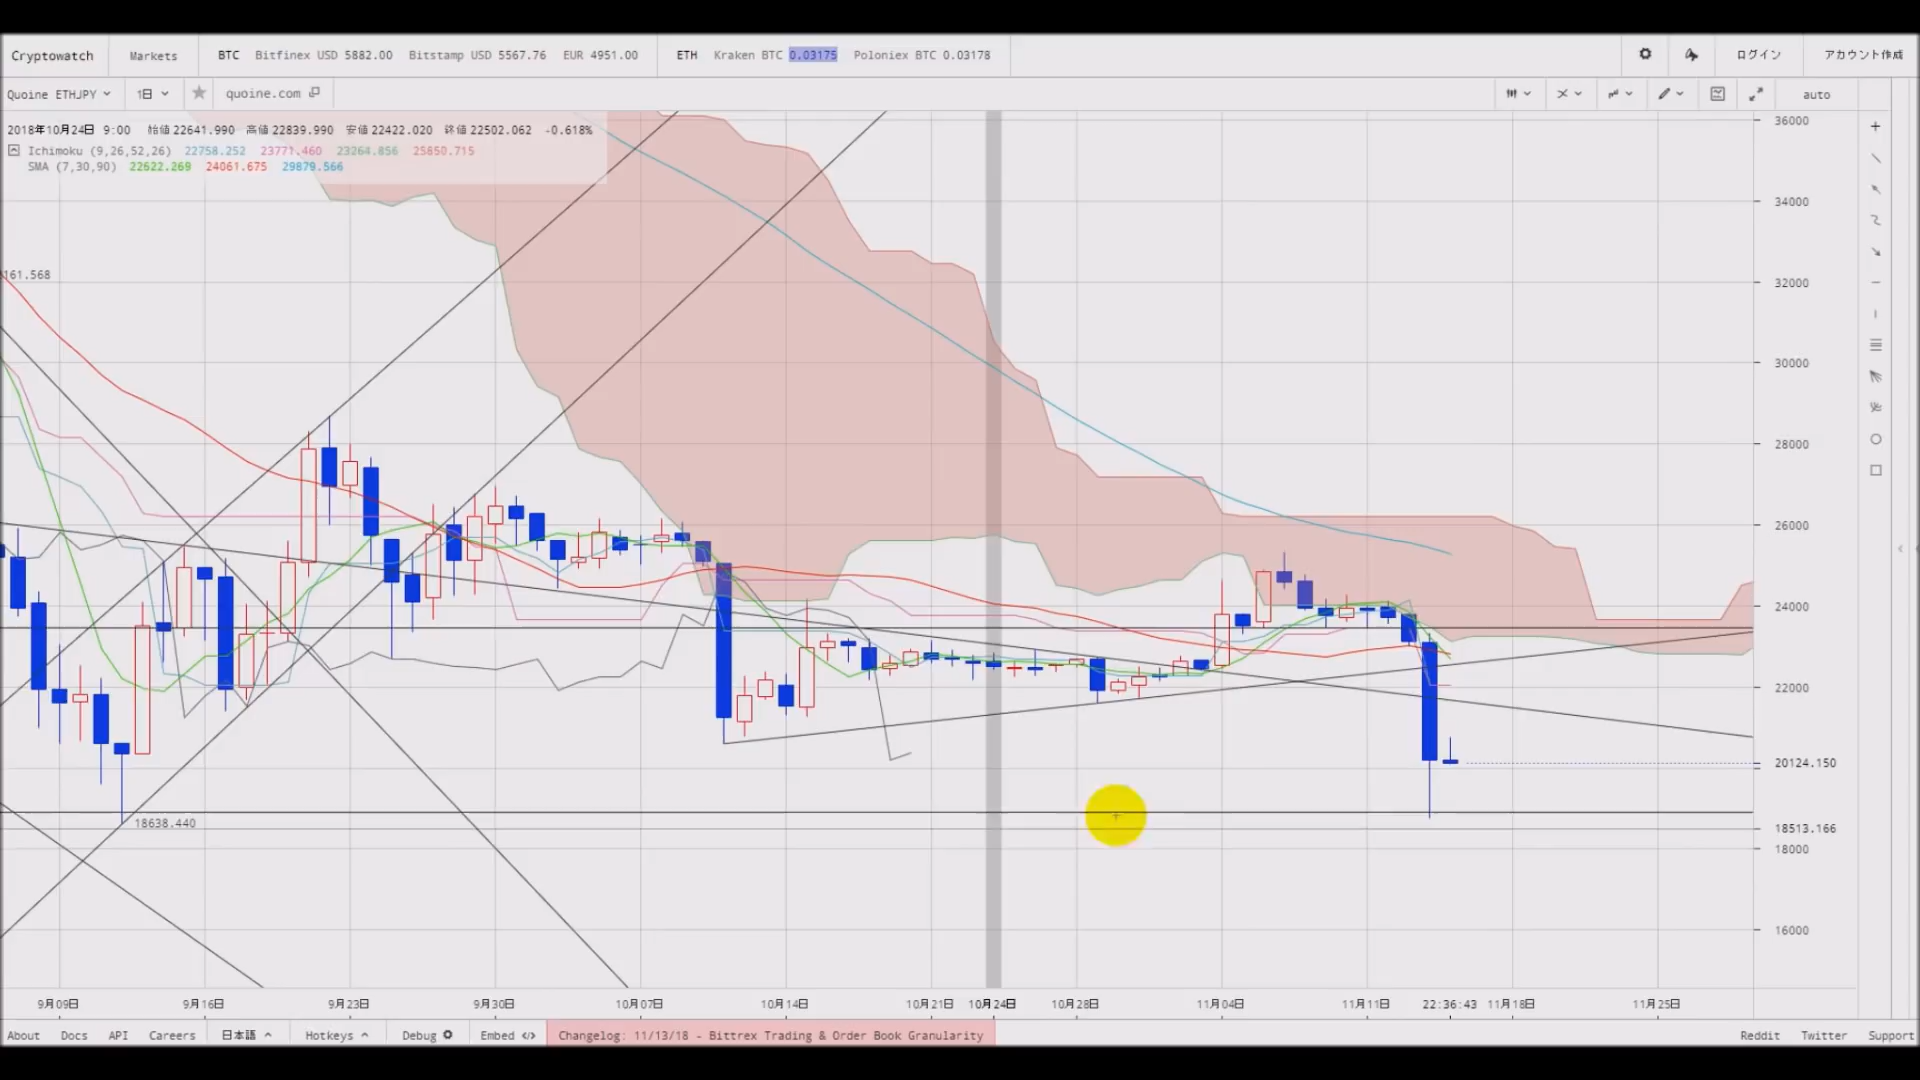 Cryptowatch Markets BTC Bitfinex USD 5882.00 Bitstamp USD 5567.76 EUR 4951.00 ETH Kraken BTC 0.03175 Poloniex BTC 0.03178 ログイン アカウント作成
Quoine ETHJPY 1日 quoine.com auto
2018年10月24日 9:00 始値 22641.990 高値 22839.990 安値 22422.020 終値 22502.062 -0.618%
Ichimoku (9,26,52,26) 22758.252 23771.460 23264.856 25850.715
SMA (7,30,90) 22622.269 24061.675 29879.566
36000
34000
161.568
32000
30000
28000
26000
24000
22000
20124.150
18638.440
18513.166
18000
16000
9月09日 9月16日 9月23日 9月30日 10月07日 10月14日 10月21日 10月24日 10月28日 11月04日 11月11日 22:36:43 11月18日 11月25日
About Docs API Careers 日本語 Hotkeys Debug Embed Changelog: 11/13/18 - Bittrex Trading & Order Book Granularity Reddit Twitter Support